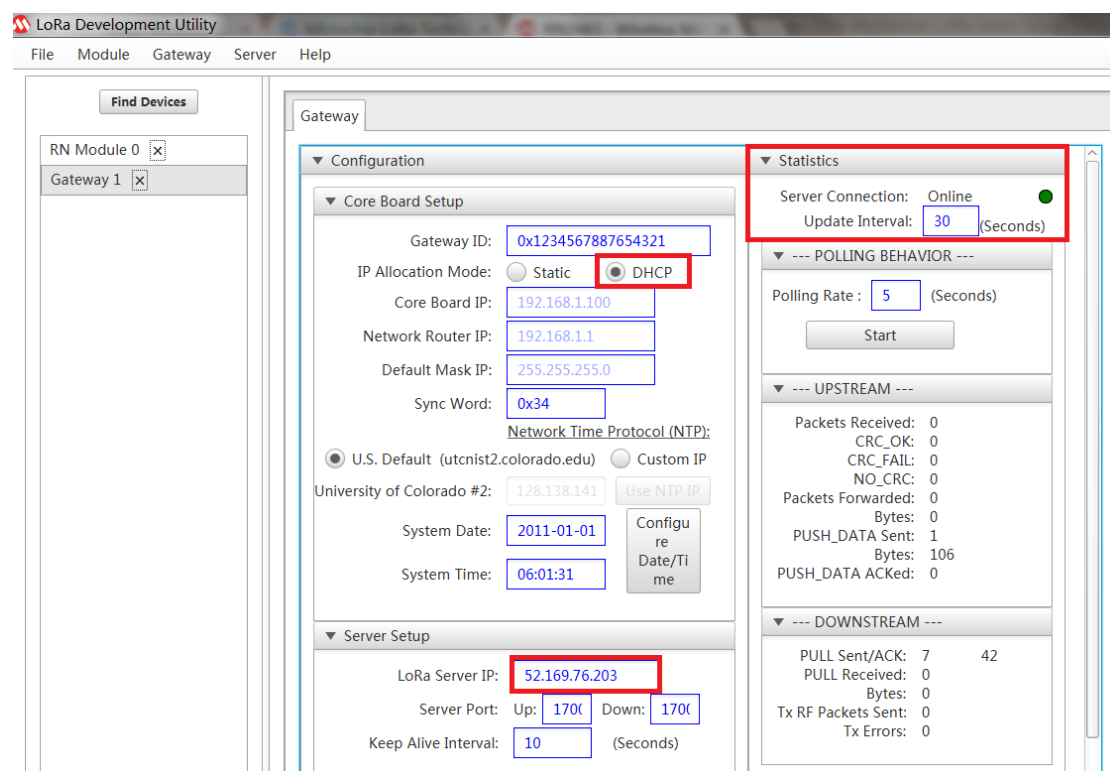 LoRa Development Utility
File Module Gateway Server Help
Find Devices
RN Module 0 x
Gateway 1 x
Gateway
▼ Configuration
▼ Core Board Setup
Gateway ID: 0x1234567887654321
IP Allocation Mode: Static DHCP
Core Board IP: 192.168.1.100
Network Router IP: 192.168.1.1
Default Mask IP: 255.255.255.0
Sync Word: 0x34
Network Time Protocol (NTP):
U.S. Default (utcnist2.colorado.edu) Custom IP
University of Colorado #2: 128.138.141 Use NTP IP
System Date: 2011-01-01
System Time: 06:01:31
Configu
re
Date/Ti
me
▼ Server Setup
LoRa Server IP: 52.169.76.203
Server Port: Up: 170( Down: 170(
Keep Alive Interval: 10 (Seconds)
▼ Statistics
Server Connection: Online
Update Interval: 30 (Seconds)
▼ --- POLLING BEHAVIOR ---
Polling Rate : 5 (Seconds)
Start
▼ --- UPSTREAM ---
Packets Received: 0
CRC_OK: 0
CRC_FAIL: 0
NO_CRC: 0
Packets Forwarded: 0
Bytes: 0
PUSH_DATA Sent: 1
Bytes: 106
PUSH_DATA ACKed: 0
▼ --- DOWNSTREAM ---
PULL Sent/ACK: 7 42
PULL Received: 0
Bytes: 0
Tx RF Packets Sent: 0
Tx Errors: 0